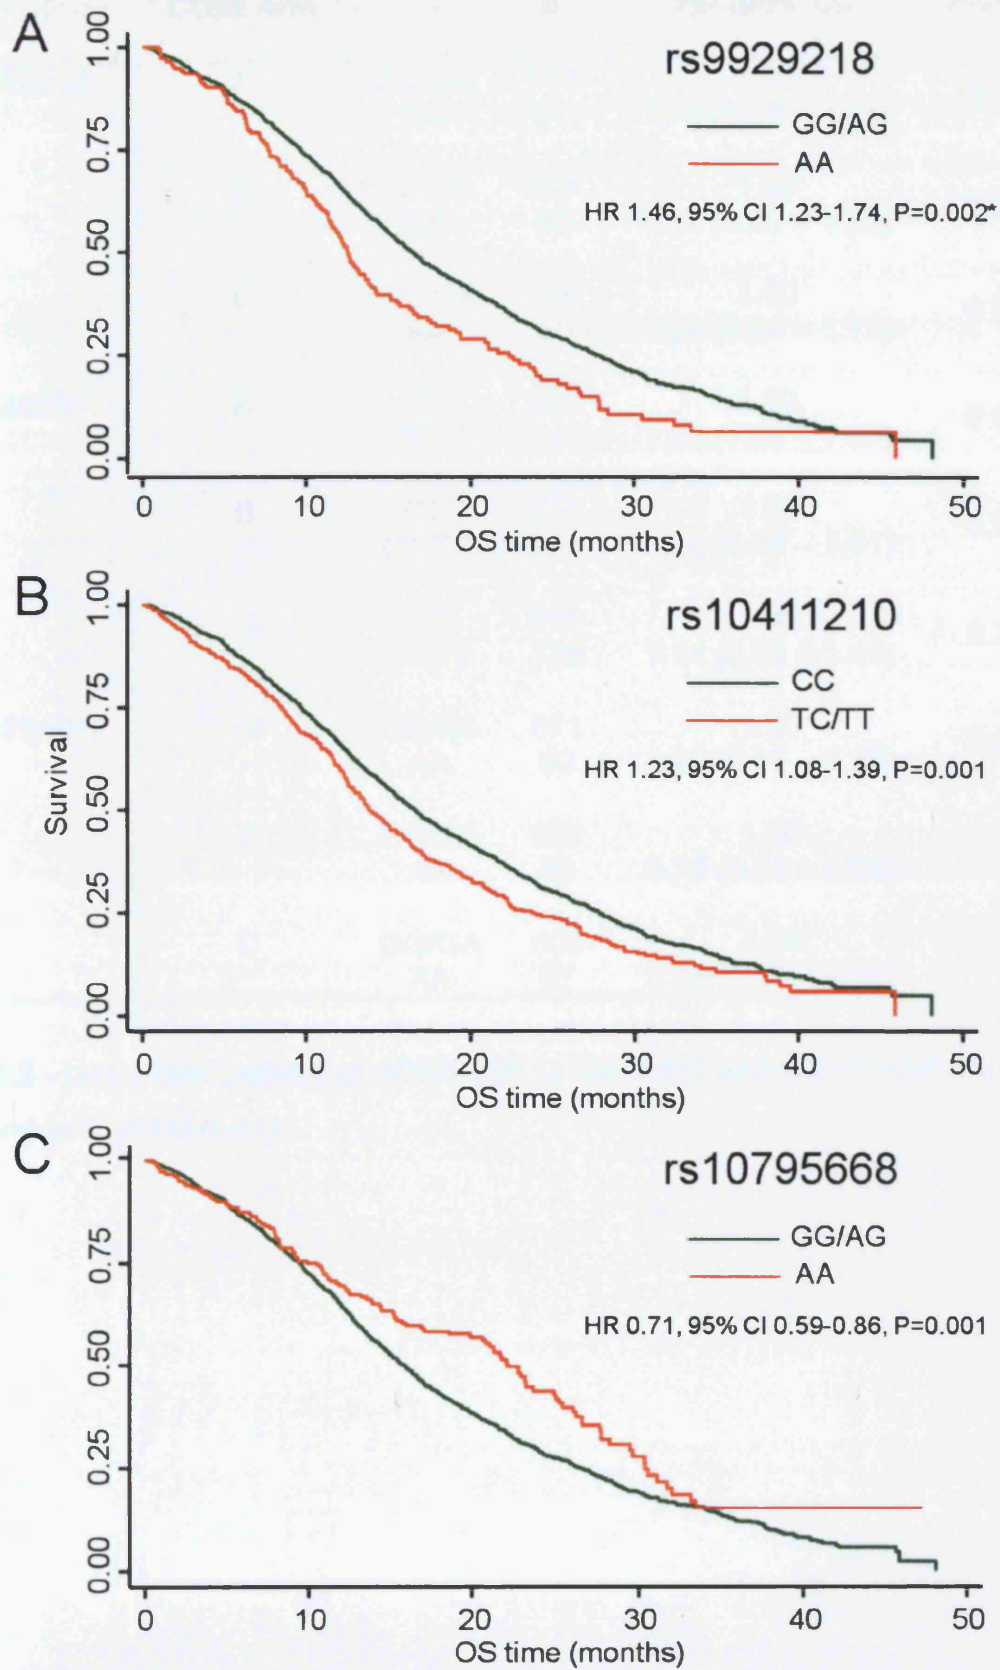 A
rs9929218
GG/AG
AA
HR 1.46, 95% CI 1.23-1.74, P=0.002*
1.00
0.75
0.50
0.25
0.00
0 10 20 30 40 50
OS time (months)
B
rs10411210
CC
TC/TT
HR 1.23, 95% CI 1.08-1.39, P=0.001
Survival
1.00
0.75
0.50
0.25
0.00
0 10 20 30 40 50
OS time (months)
C
rs10795668
GG/AG
AA
HR 0.71, 95% CI 0.59-0.86, P=0.001
1.00
0.75
0.50
0.25
0.00
0 10 20 30 40 50
OS time (months)